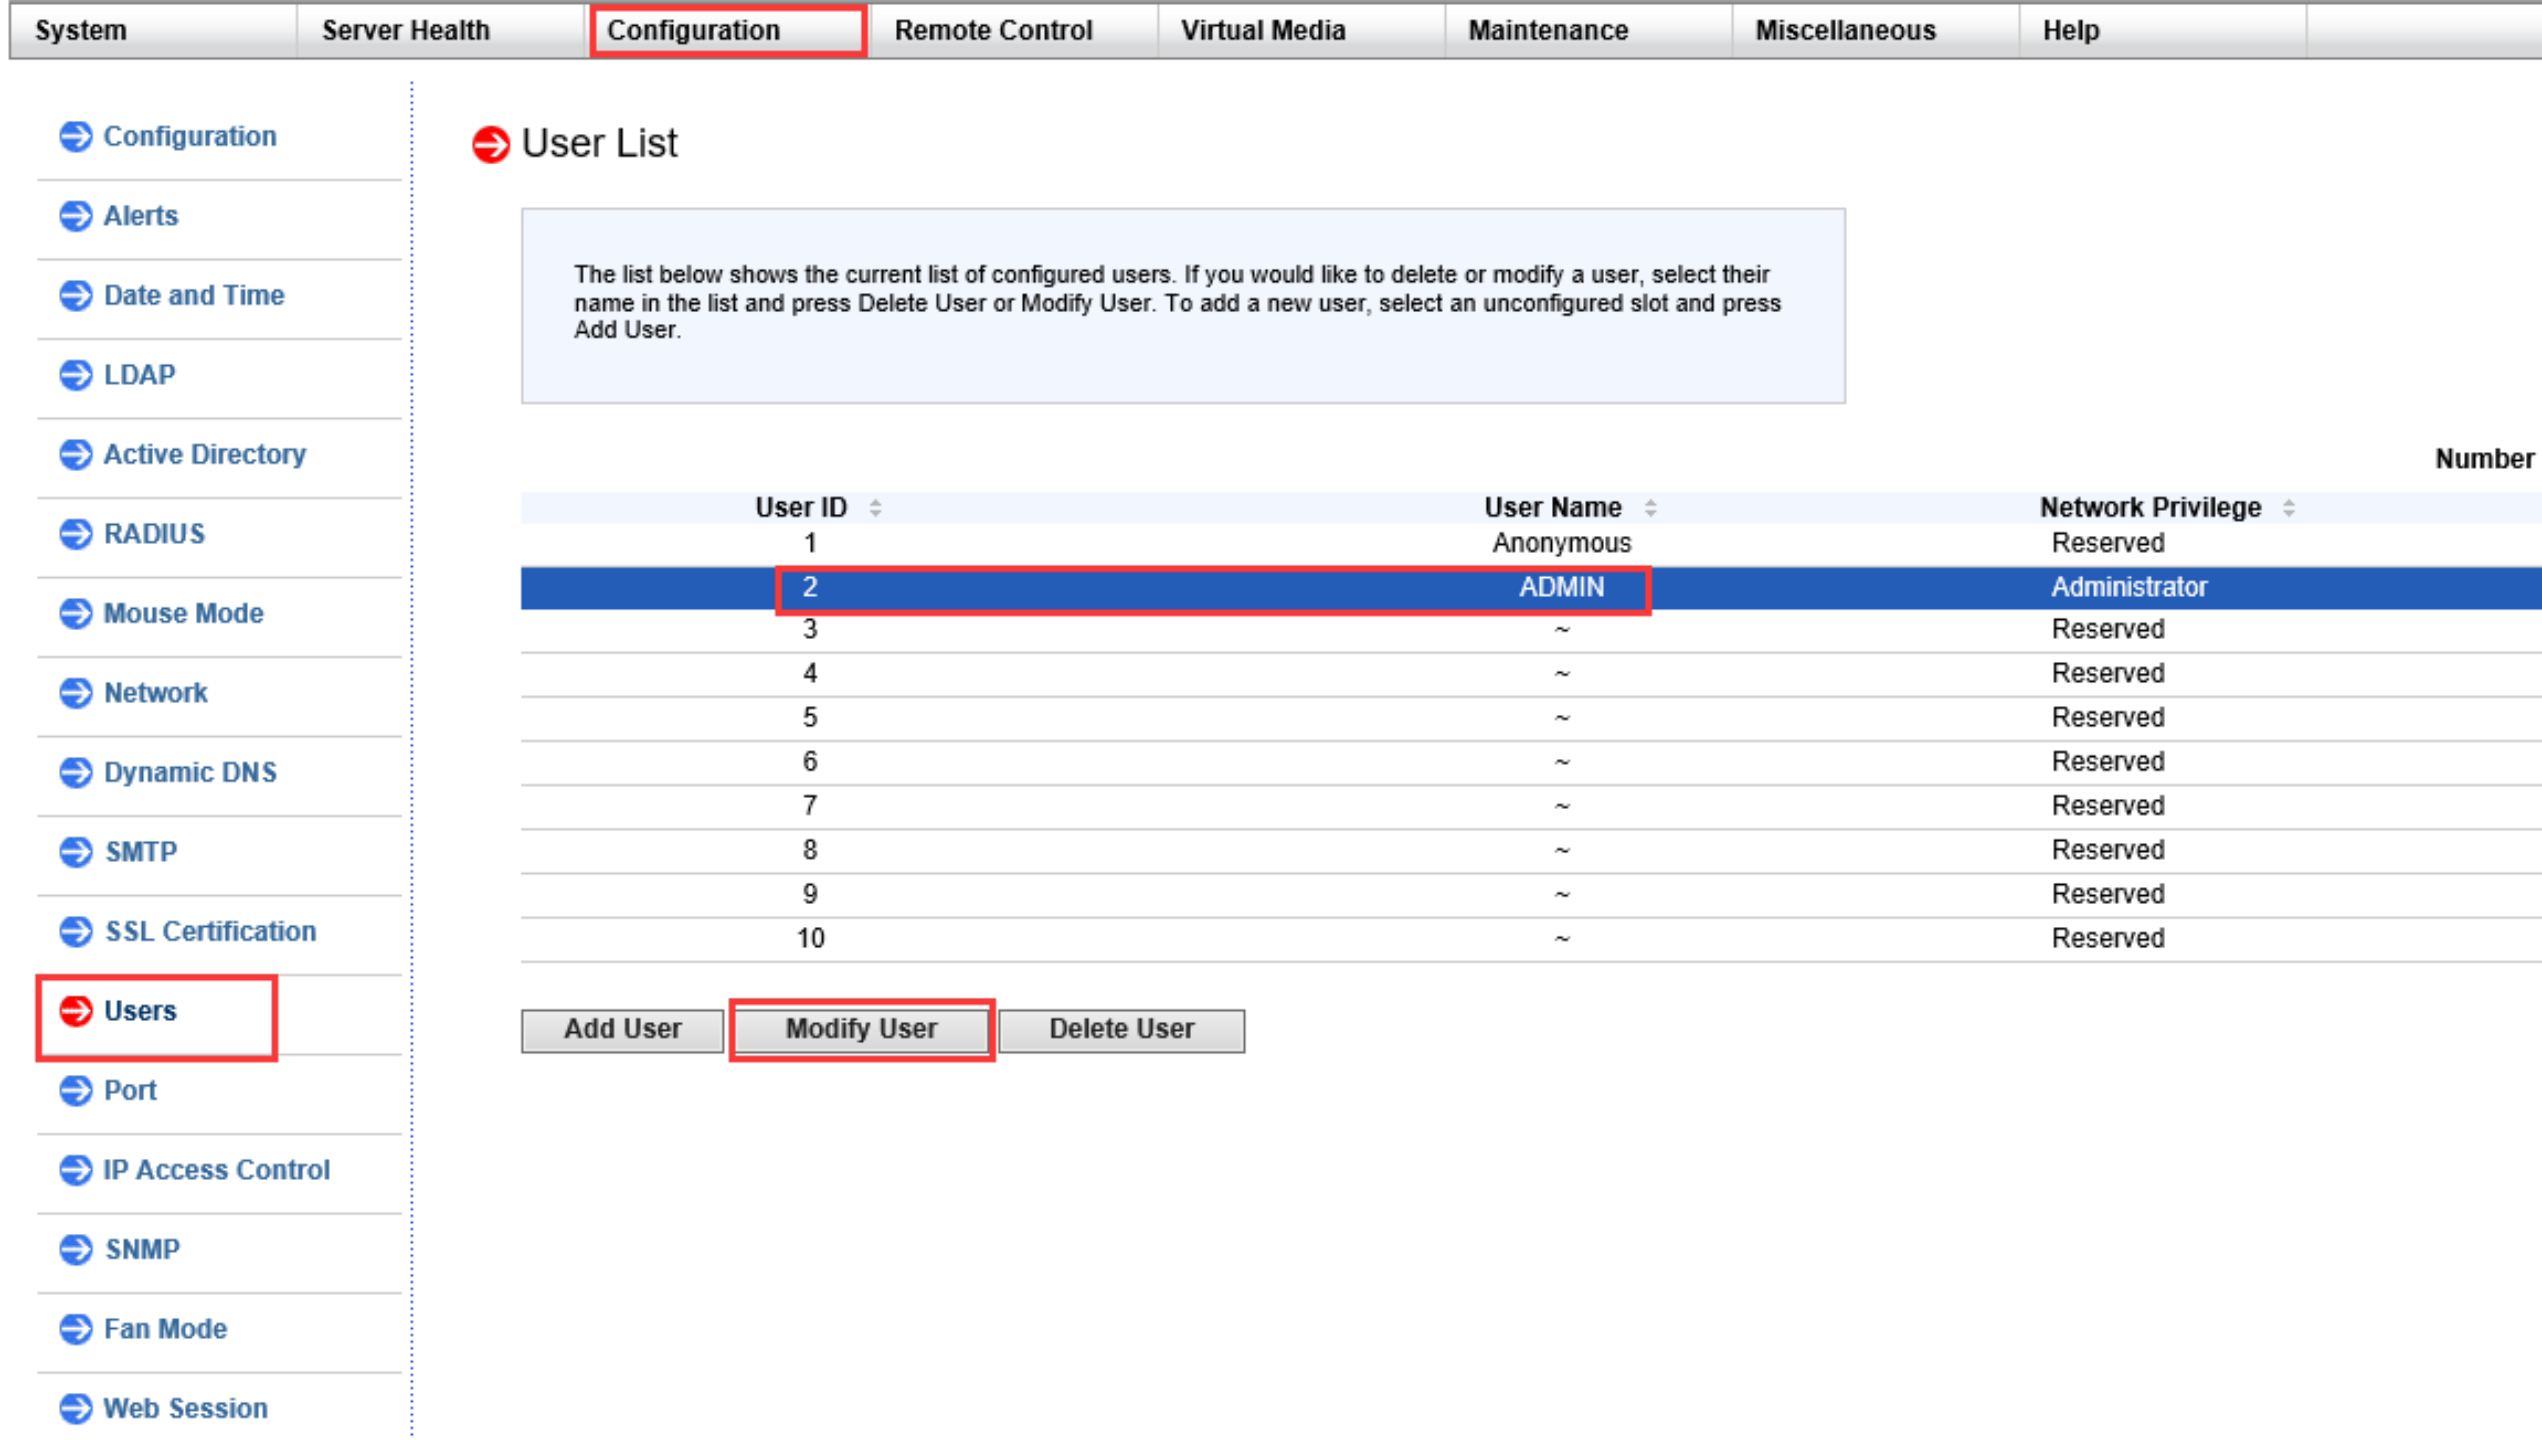 System Server Health Configuration Remote Control Virtual Media Maintenance Miscellaneous Help
Configuration
Alerts
Date and Time
LDAP
Active Directory
RADIUS
Mouse Mode
Network
Dynamic DNS
SMTP
SSL Certification
Users
Port
IP Access Control
SNMP
Fan Mode
Web Session
User List
The list below shows the current list of configured users. If you would like to delete or modify a user, select their
name in the list and press Delete User or Modify User. To add a new user, select an unconfigured slot and press
Add User.
Number
User ID User Name Network Privilege
1 Anonymous Reserved
2 ADMIN Administrator
3 ~ Reserved
4 ~ Reserved
5 ~ Reserved
6 ~ Reserved
7 ~ Reserved
8 ~ Reserved
9 ~ Reserved
10 ~ Reserved
Add User Modify User Delete User